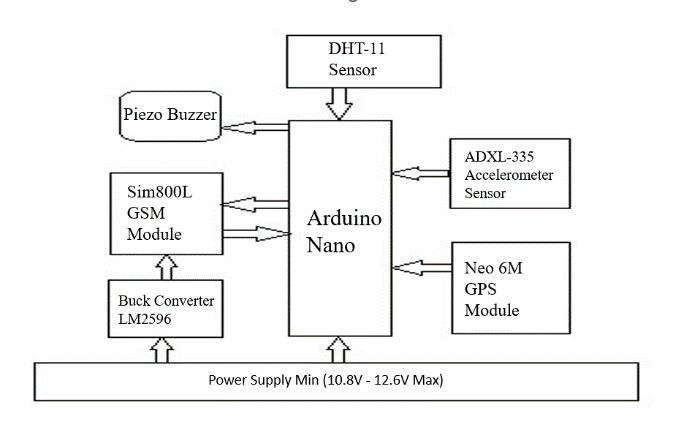 DHT-11
Sensor
Piezo Buzzer
ADXL-335
Accelerometer
Sensor
Sim800L
GSM
Module
Arduino
Nano
Neo 6M
GPS
Module
Buck Converter
LM2596
Power Supply Min (10.8V - 12.6V Max)